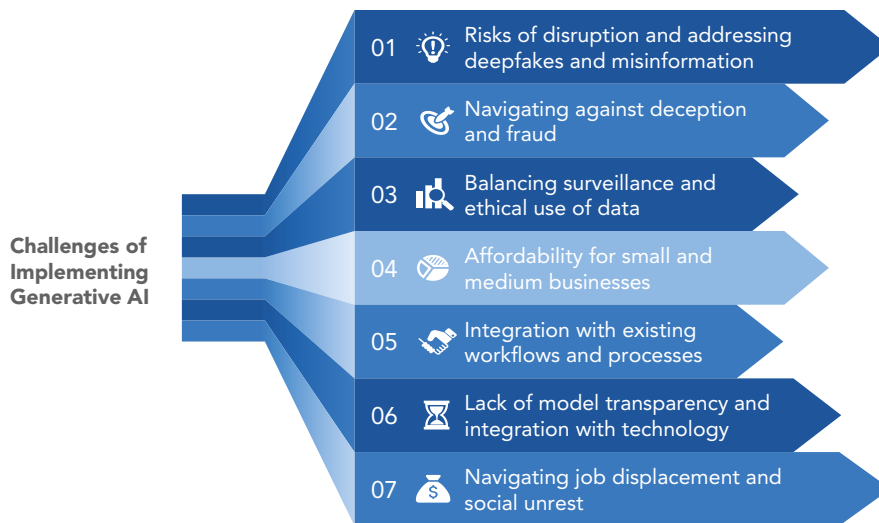 Challenges of
Implementing
Generative AI
01
Risks of disruption and addressing
deepfakes and misinformation
02
Navigating against deception
and fraud
03
Balancing surveillance and
ethical use of data
04
Affordability for small and
medium businesses
05
Integration with existing
workflows and processes
06
Lack of model transparency and
integration with technology
07
$
Navigating job displacement and
social unrest